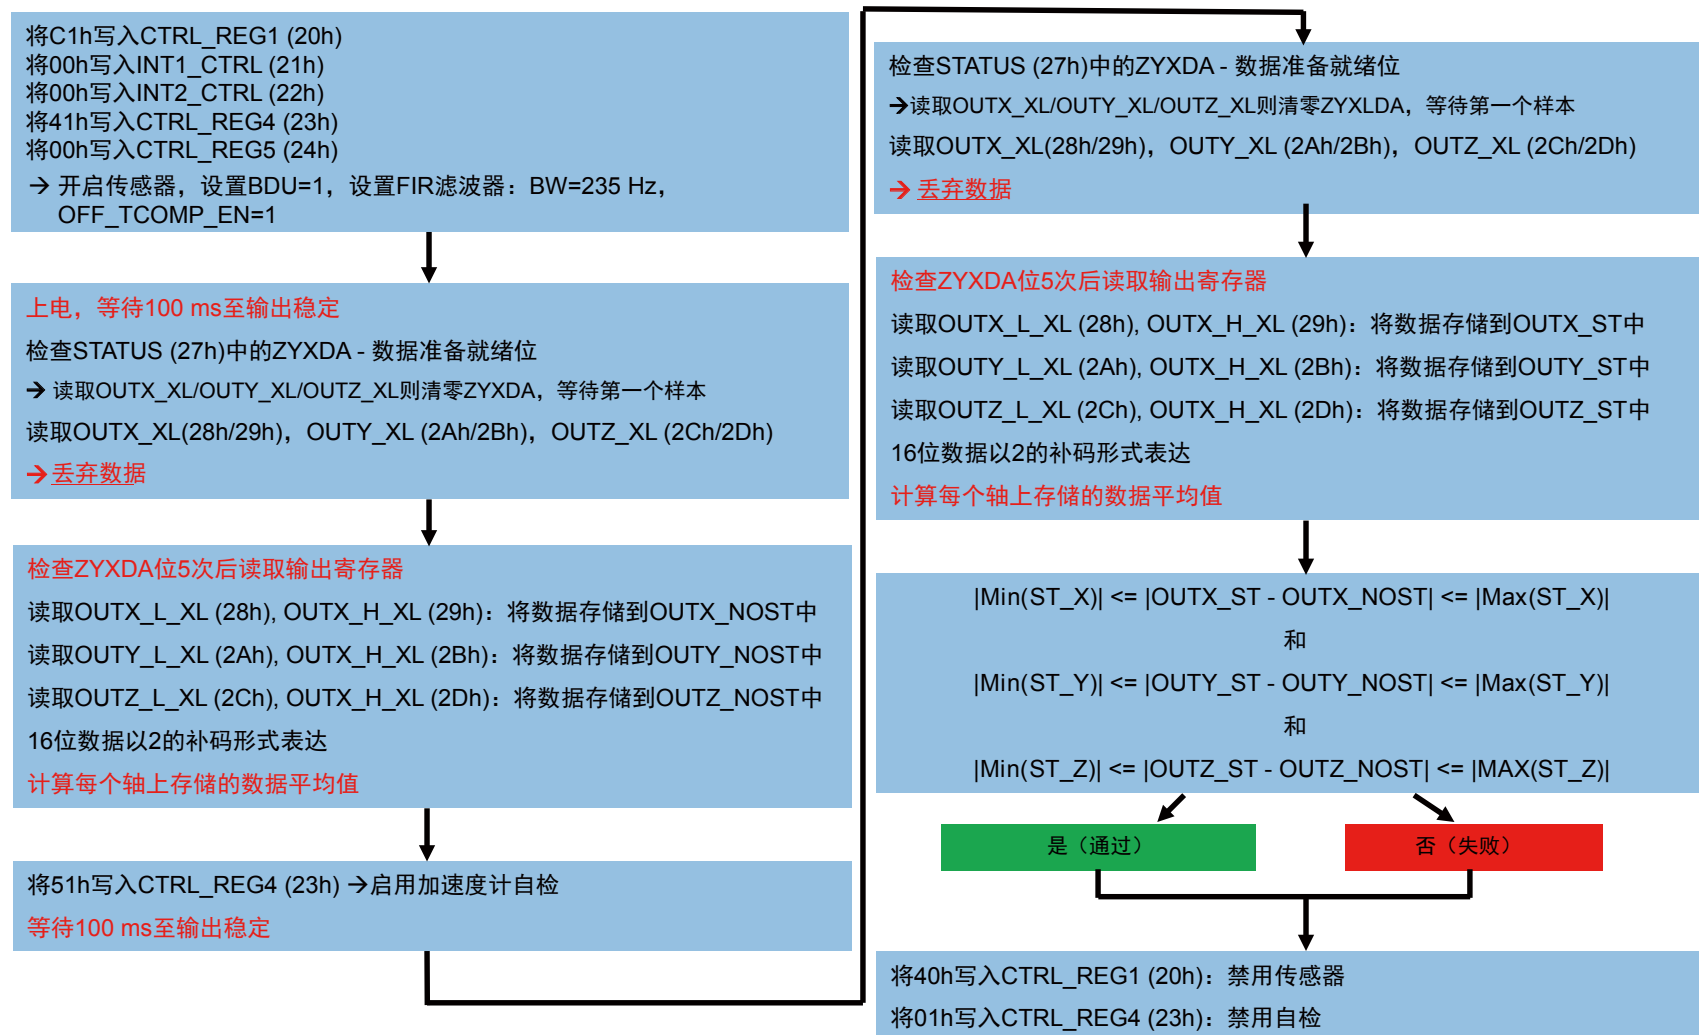 将C1h写入CTRL_REG1 (20h)
将00h写入INT1_CTRL (21h)
将00h写入INT2_CTRL (22h)
将41h写入CTRL_REG4 (23h)
将00h写入CTRL_REG5 (24h)
→ 开启传感器，设置BDU=1，设置FIR滤波器：BW=235 Hz，
OFF_TCOMP_EN=1
上电，等待100 ms至输出稳定
检查STATUS (27h)中的ZYXDA - 数据准备就绪位
→ 读取OUTX_XL/OUTY_XL/OUTZ_XL则清零ZYXDA，等待第一个样本
读取OUTX_XL(28h/29h)，OUTY_XL (2Ah/2Bh)，OUTZ_XL (2Ch/2Dh)
→ 丢弃数据
检查ZYXDA位5次后读取输出寄存器
读取OUTX_L_XL (28h), OUTX_H_XL (29h)：将数据存储到OUTX_NOST中
读取OUTY_L_XL (2Ah), OUTX_H_XL (2Bh)：将数据存储到OUTY_NOST中
读取OUTZ_L_XL (2Ch), OUTX_H_XL (2Dh)：将数据存储到OUTZ_NOST中
16位数据以2的补码形式表达
计算每个轴上存储的数据平均值
将51h写入CTRL_REG4 (23h) →启用加速度计自检
等待100 ms至输出稳定
检查STATUS (27h)中的ZYXDA - 数据准备就绪位
→读取OUTX_XL/OUTY_XL/OUTZ_XL则清零ZYXLDA，等待第一个样本
读取OUTX_XL(28h/29h)，OUTY_XL (2Ah/2Bh)，OUTZ_XL (2Ch/2Dh)
→ 丢弃数据
检查ZYXDA位5次后读取输出寄存器
读取OUTX_L_XL (28h), OUTX_H_XL (29h)：将数据存储到OUTX_ST中
读取OUTY_L_XL (2Ah), OUTX_H_XL (2Bh)：将数据存储到OUTY_ST中
读取OUTZ_L_XL (2Ch), OUTX_H_XL (2Dh)：将数据存储到OUTZ_ST中
16位数据以2的补码形式表达
计算每个轴上存储的数据平均值
|Min(ST_X)| <= |OUTX_ST - OUTX_NOST| <= |Max(ST_X)|
和
|Min(ST_Y)| <= |OUTY_ST - OUTY_NOST| <= |Max(ST_Y)|
和
|Min(ST_Z)| <= |OUTZ_ST - OUTZ_NOST| <= |MAX(ST_Z)|
是（通过）
否（失败）
将40h写入CTRL_REG1 (20h)：禁用传感器
将01h写入CTRL_REG4 (23h)：禁用自检